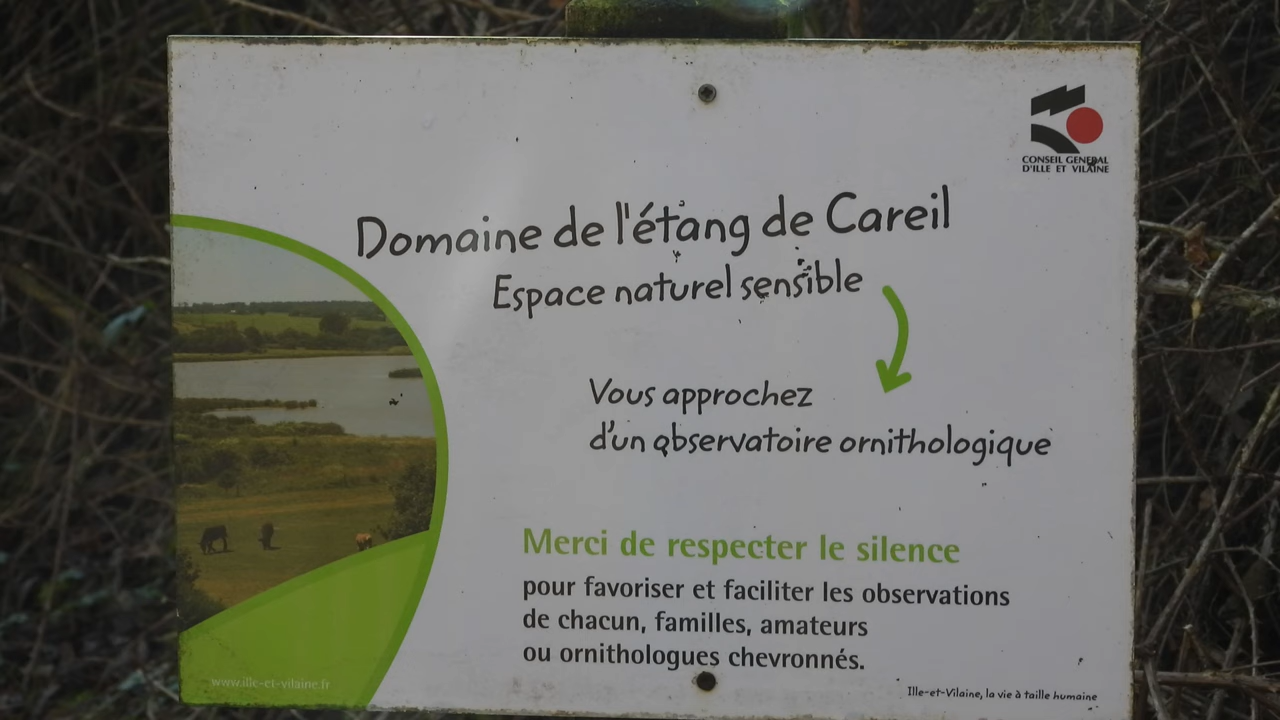 CONSEIL GENERAL
D'ILLE ET VILAINE
Domaine de l'étang de Careil
Espace naturel sensible
Vous approchez
d'un observatoire ornithologique
Merci de respecter le silence
pour favoriser et faciliter les observations
de chacun, familles, amateurs
ou ornithologues chevronnés.
www.ille-et-vilaine.fr
Ille-et-Vilaine, la vie à taille humaine